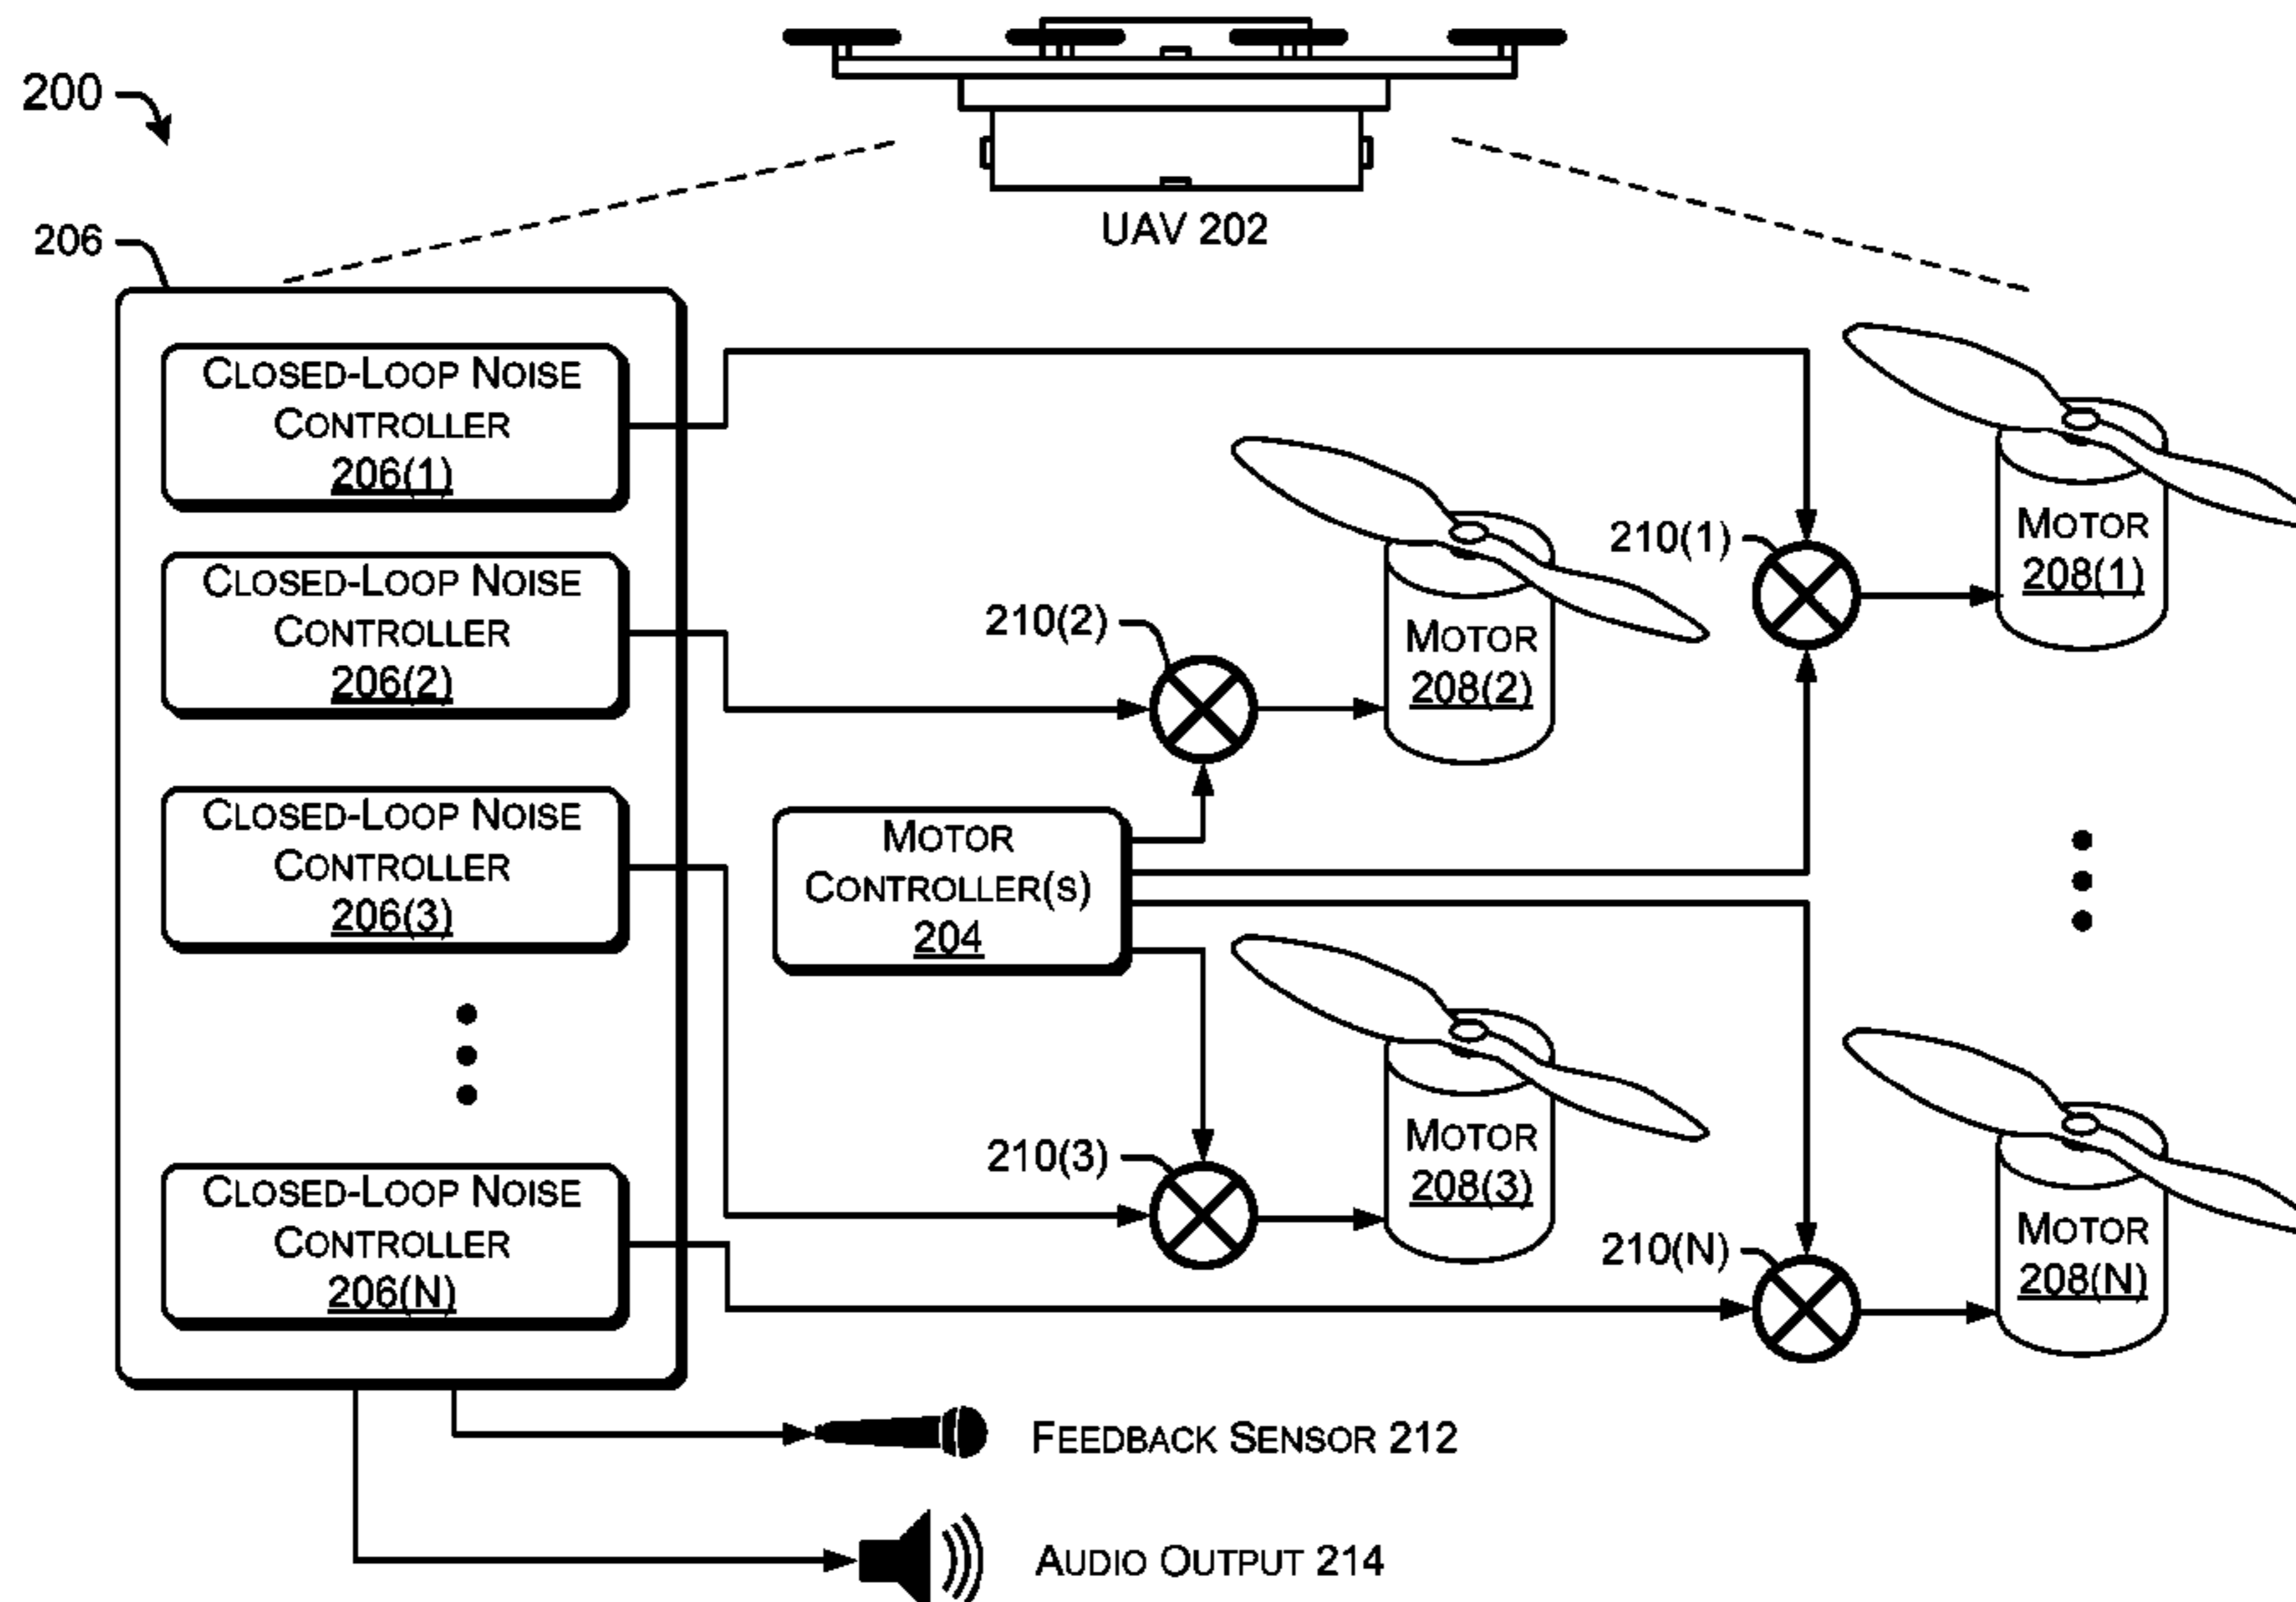 200
UAV 202
206
CLOSED-LOOP NOISE
CONTROLLER
206(1)
CLOSED-LOOP NOISE
CONTROLLER
206(2)
CLOSED-LOOP NOISE
CONTROLLER
206(3)
CLOSED-LOOP NOISE
CONTROLLER
206(N)
210(1)
MOTOR
208(1)
210(2)
MOTOR
208(2)
MOTOR
CONTROLLER(S)
204
210(3)
MOTOR
208(3)
210(N)
MOTOR
208(N)
FEEDBACK SENSOR 212
AUDIO OUTPUT 214